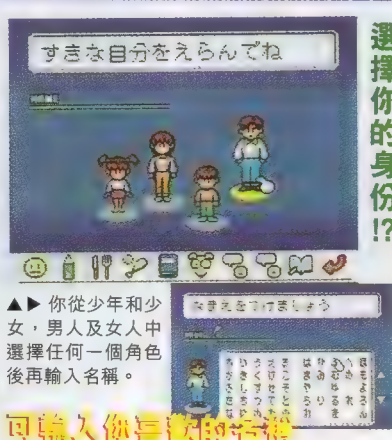 すきな自分をえらんでね
選擇你的身份!?
▲▶ 你從少年和少
女，男人及女人中
選擇任何一個角色
後再輸入名稱。
なまえをつけましょう
可輸入你喜歡的名稱